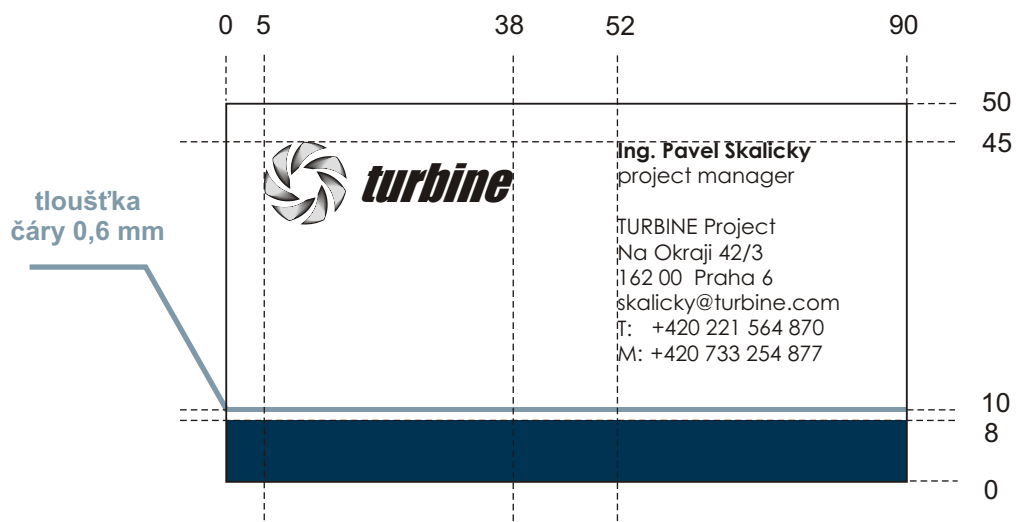 0 5 38 52 90
50
45
tloušťka
čáry 0,6 mm
turbine
Ing. Pavel Skalicky
project manager
TURBINE Project
Na Okraji 42/3
162 00 Praha 6
skalicky@turbine.com
T: +420 221 564 870
M: +420 733 254 877
10
8
0